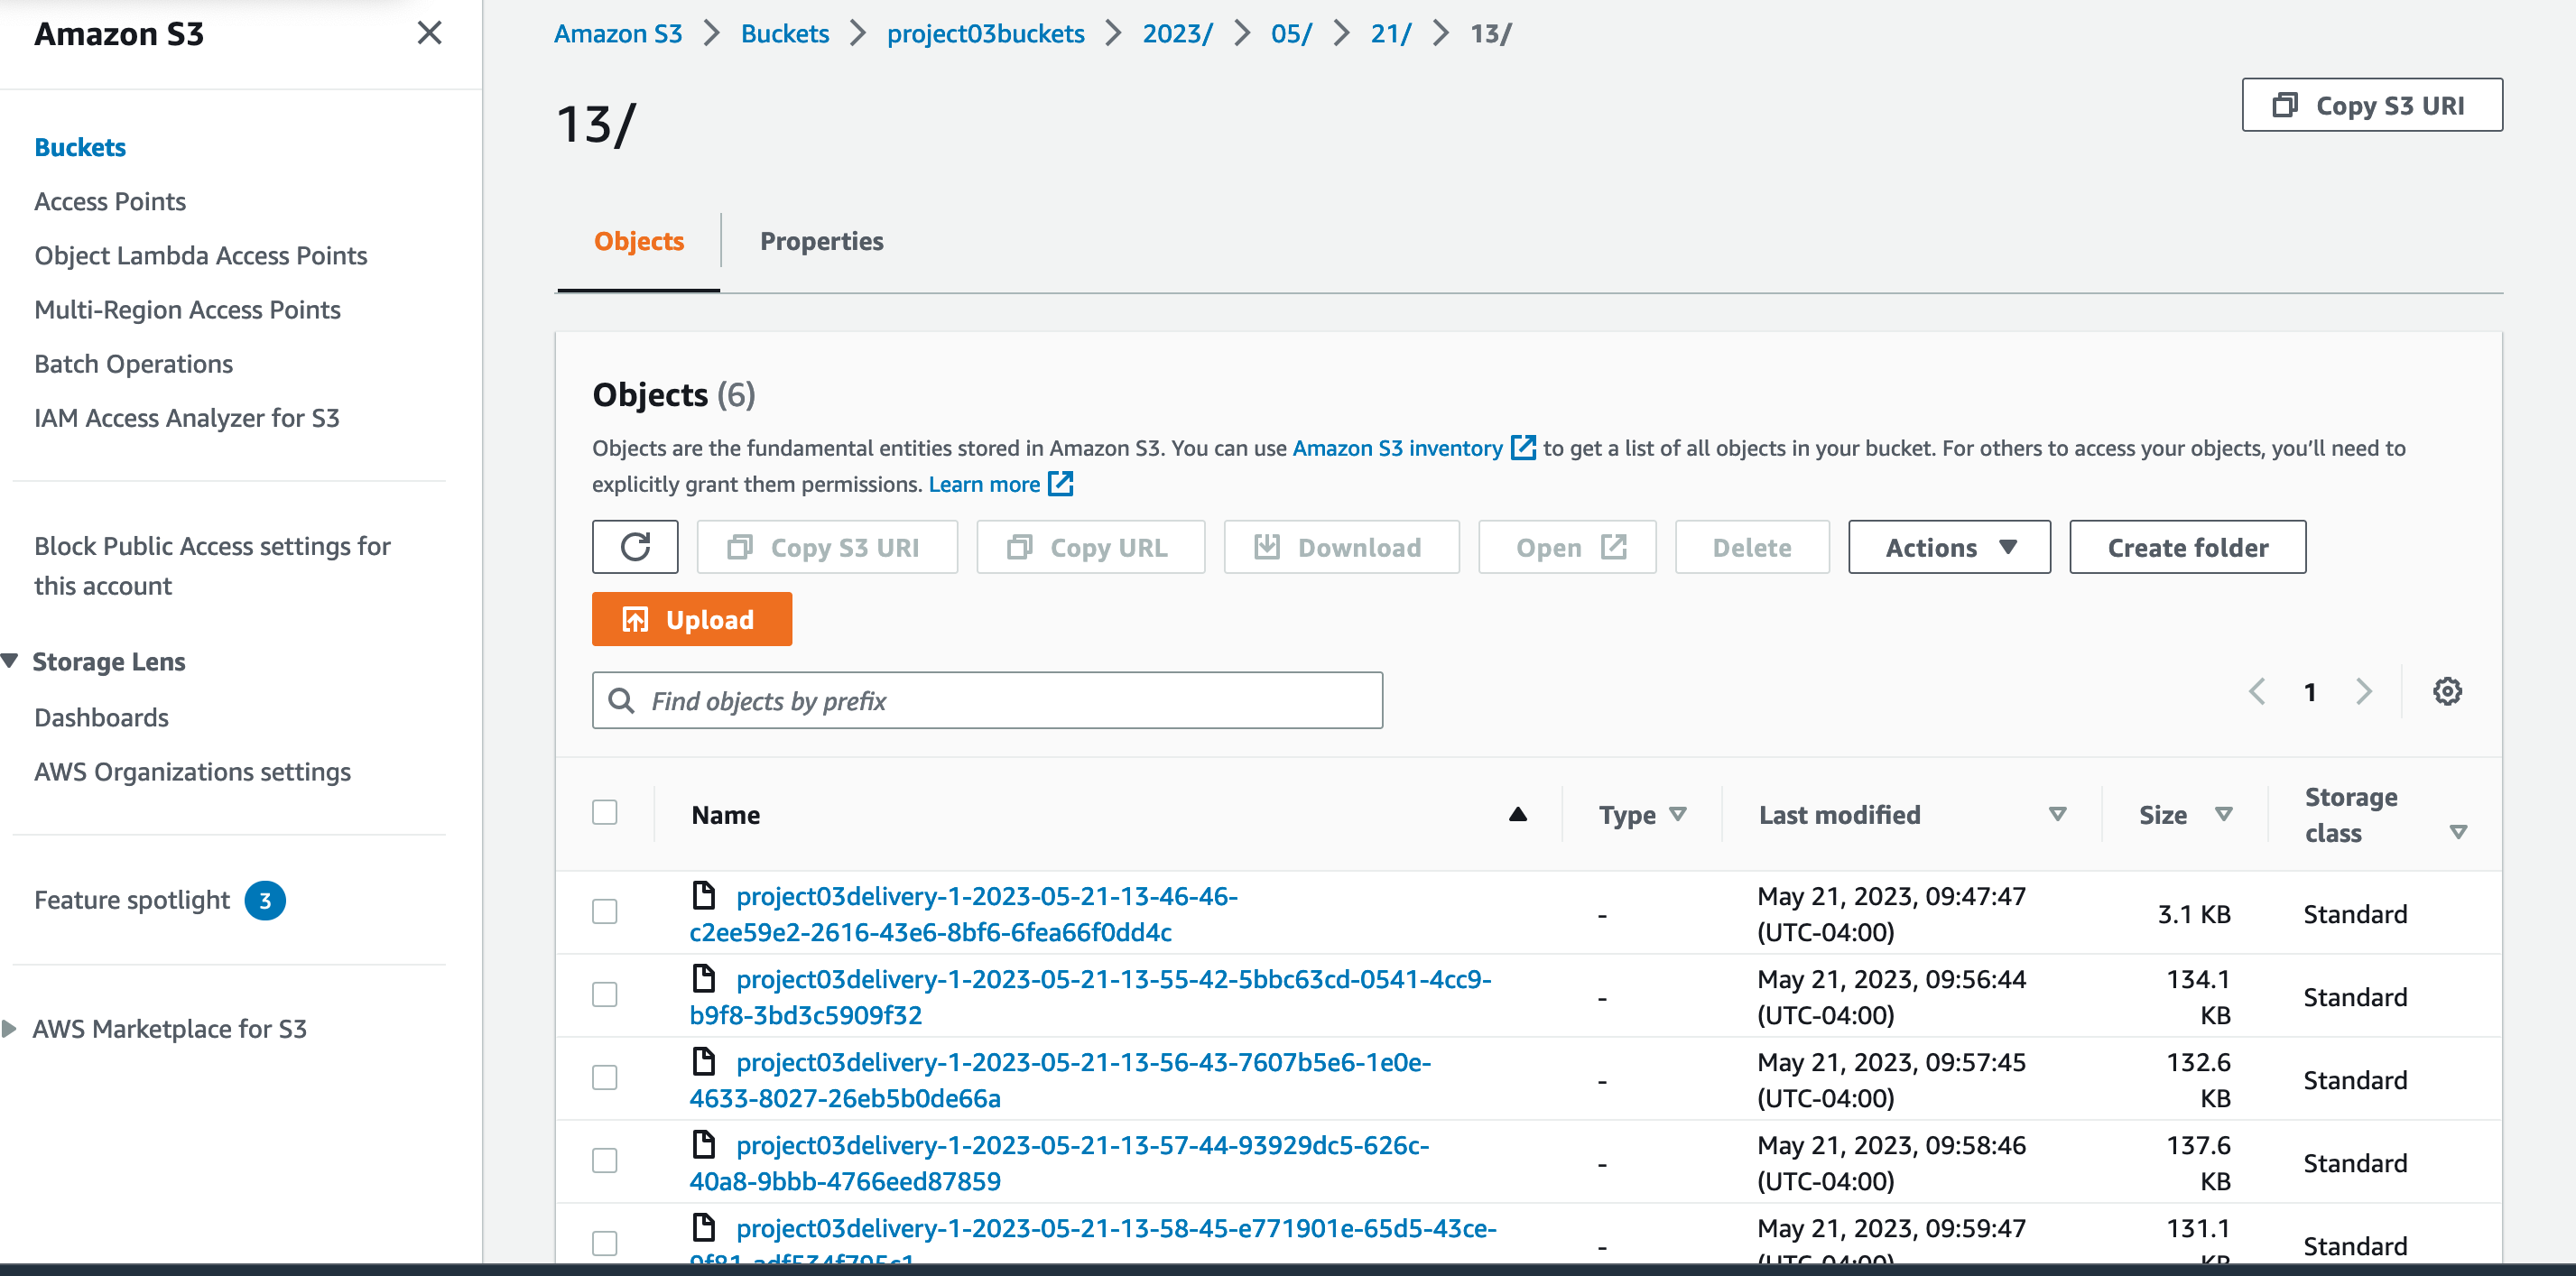 Amazon S3
Buckets
Access Points
Object Lambda Access Points
Multi-Region Access Points
Batch Operations
IAM Access Analyzer for S3
Block Public Access settings for
this account
Storage Lens
Dashboards
AWS Organizations settings
Feature spotlight 3
AWS Marketplace for S3
Amazon S3 Buckets project03buckets 2023/ 05/ 21/ 13/
13/
Copy S3 URI
Objects Properties
Objects (6)
Objects are the fundamental entities stored in Amazon S3. You can use Amazon S3 inventory to get a list of all objects in your bucket. For others to access your objects, you’ll need to
explicitly grant them permissions. Learn more
Copy S3 URI Copy URL Download Open Delete Actions Create folder
Upload
Find objects by prefix
1
Name Type Last modified Size Storage
class
project03delivery-1-2023-05-21-13-46-46- May 21, 2023, 09:47:47
- 3.1 KB Standard
c2ee59e2-2616-43e6-8bf6-6fea66f0dd4c (UTC-04:00)
project03delivery-1-2023-05-21-13-55-42-5bbc63cd-0541-4cc9- May 21, 2023, 09:56:44 134.1
- Standard
b9f8-3bd3c5909f32 (UTC-04:00) KB
project03delivery-1-2023-05-21-13-56-43-7607b5e6-1e0e- May 21, 2023, 09:57:45 132.6
- Standard
4633-8027-26eb5b0de66a (UTC-04:00) KB
project03delivery-1-2023-05-21-13-57-44-93929dc5-626c- May 21, 2023, 09:58:46 137.6
- Standard
40a8-9bbb-4766eed87859 (UTC-04:00) KB
project03delivery-1-2023-05-21-13-58-45-e771901e-65d5-43ce- May 21, 2023, 09:59:47 131.1
- Standard
9f81-adf534f795c1 (UTC-04:00) KB